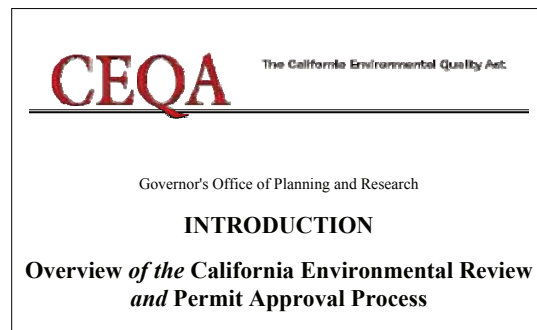 CEQA
The California Environmental Quality Act
Governor's Office of Planning and Research
INTRODUCTION
Overview of the California Environmental Review
and Permit Approval Process